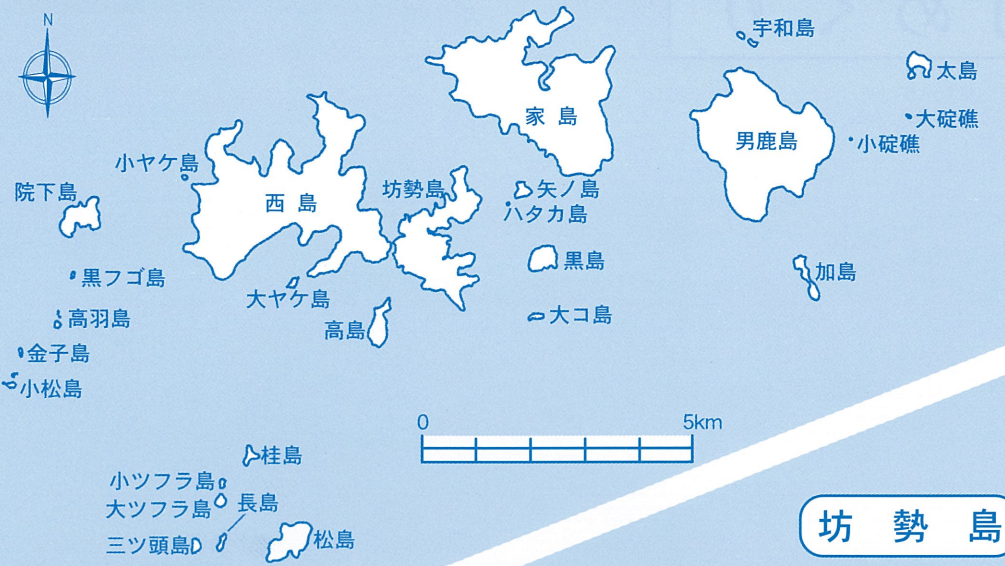 N
宇和島
太島
大碇礁
小碇礁
家島
男鹿島
小ヤケ島
院下島
西島
坊勢島
矢ノ島
ハタカ島
黒島
加島
黒フゴ島
大ヤケ島
高島
大コ島
高羽島
金子島
小松島
0 5km
桂島
小ツフラ島
大ツフラ島
長島
三ツ頭島
松島
坊勢島